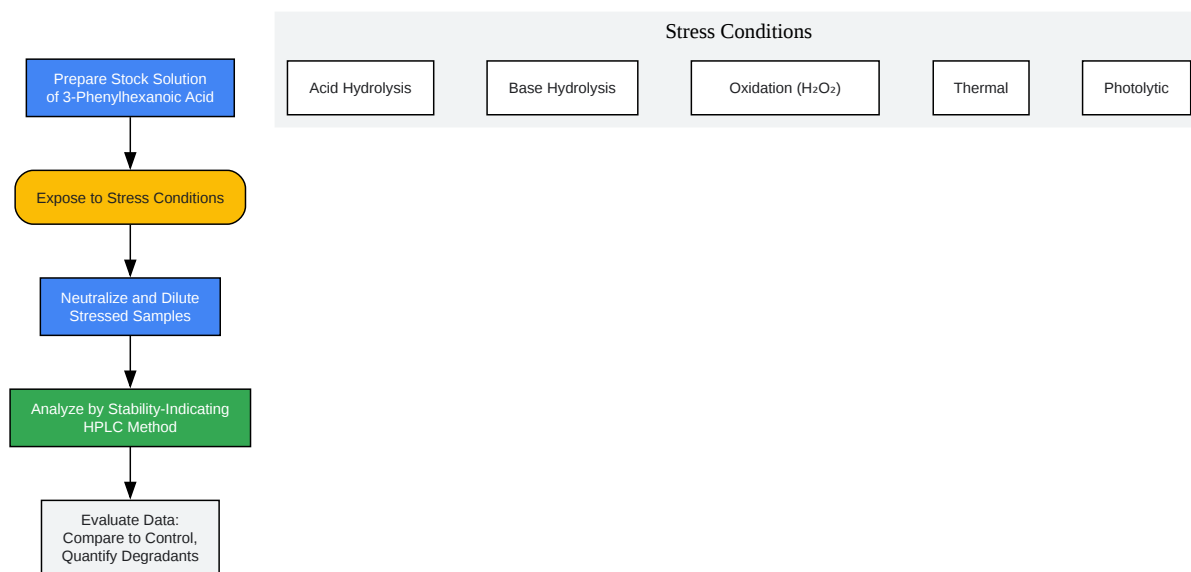 Stress Conditions
Prepare Stock Solution
of 3-Phenylhexanoic Acid
Acid Hydrolysis
Base Hydrolysis
Oxidation (H₂O₂)
Thermal
Photolytic
Expose to Stress Conditions
Neutralize and Dilute
Stressed Samples
Analyze by Stability-Indicating
HPLC Method
Evaluate Data:
Compare to Control,
Quantify Degradants